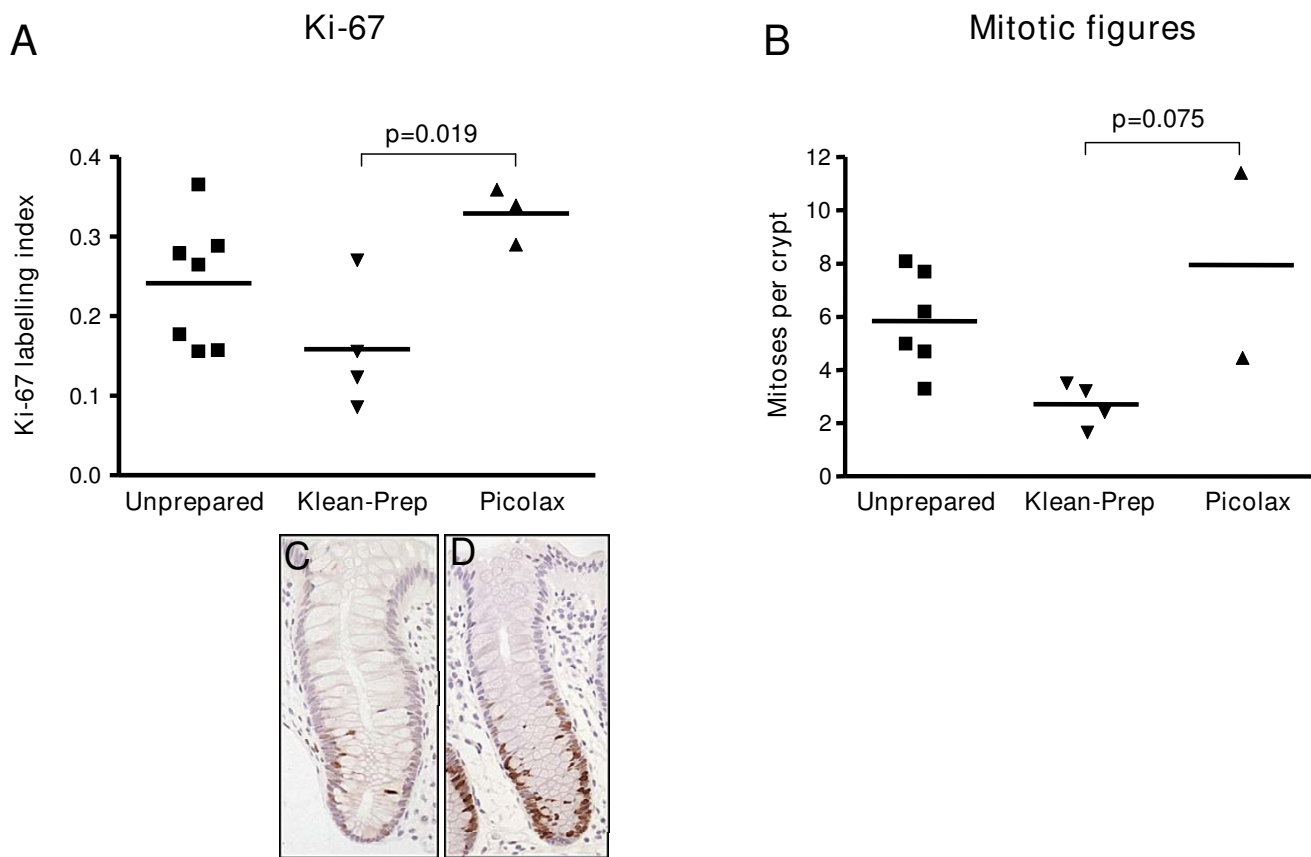 A
Ki-67
p=0.019
Ki-67 labelling index
0.4
0.3
0.2
0.1
0.0
Unprepared
Klean-Prep
Picolax
B
Mitotic figures
p=0.075
Mitoses per crypt
12
10
8
6
4
2
0
Unprepared
Klean-Prep
Picolax
C
D